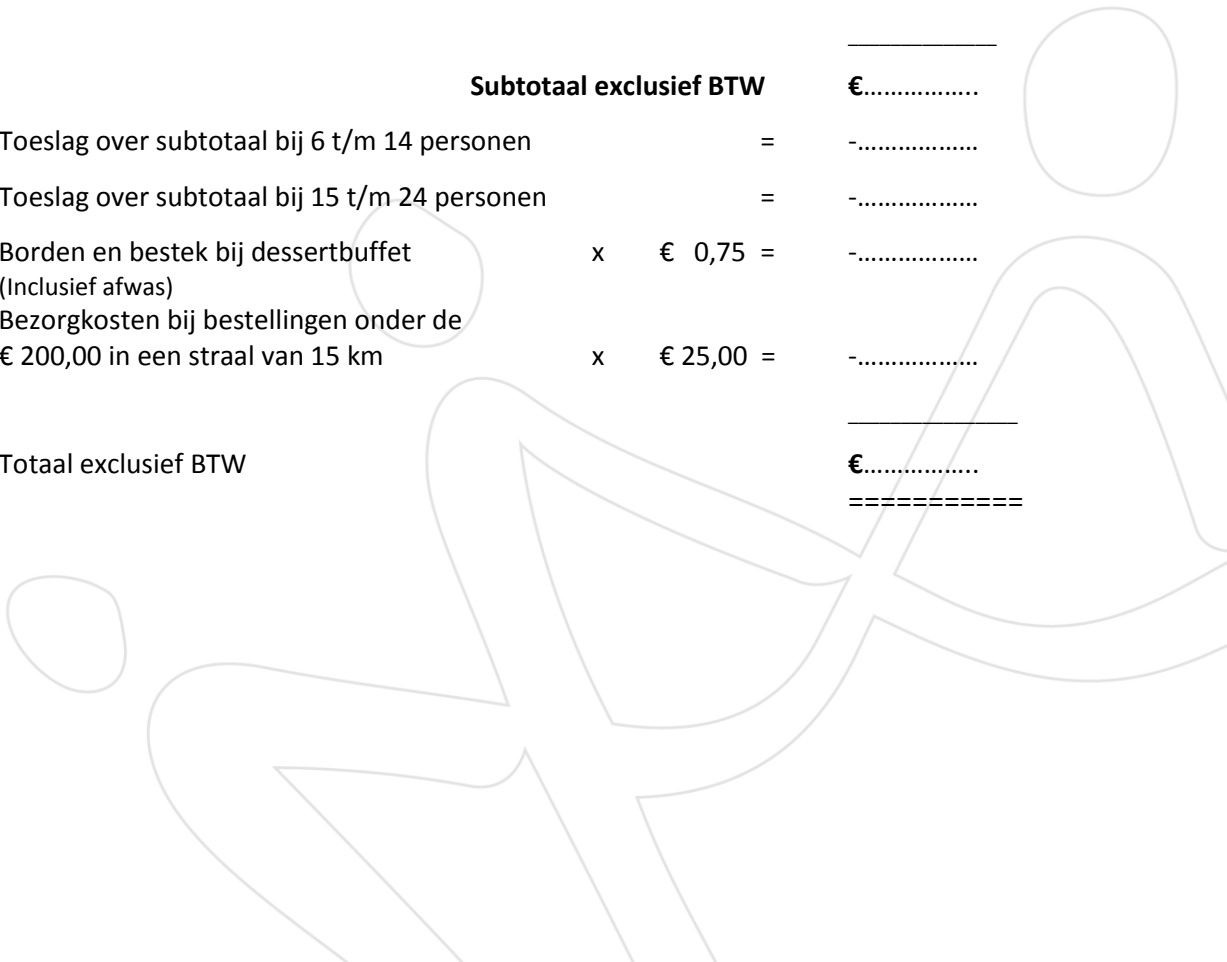 ______________
Subtotaal exclusief BTW €……………..
Toeslag over subtotaal bij 6 t/m 14 personen = -………………
Toeslag over subtotaal bij 15 t/m 24 personen = -………………
Borden en bestek bij dessertbuffet x € 0,75 = -………………
(Inclusief afwas)
Bezorgkosten bij bestellingen onder de
€ 200,00 in een straal van 15 km x € 25,00 = -………………
________________
Totaal exclusief BTW €……………..
===========